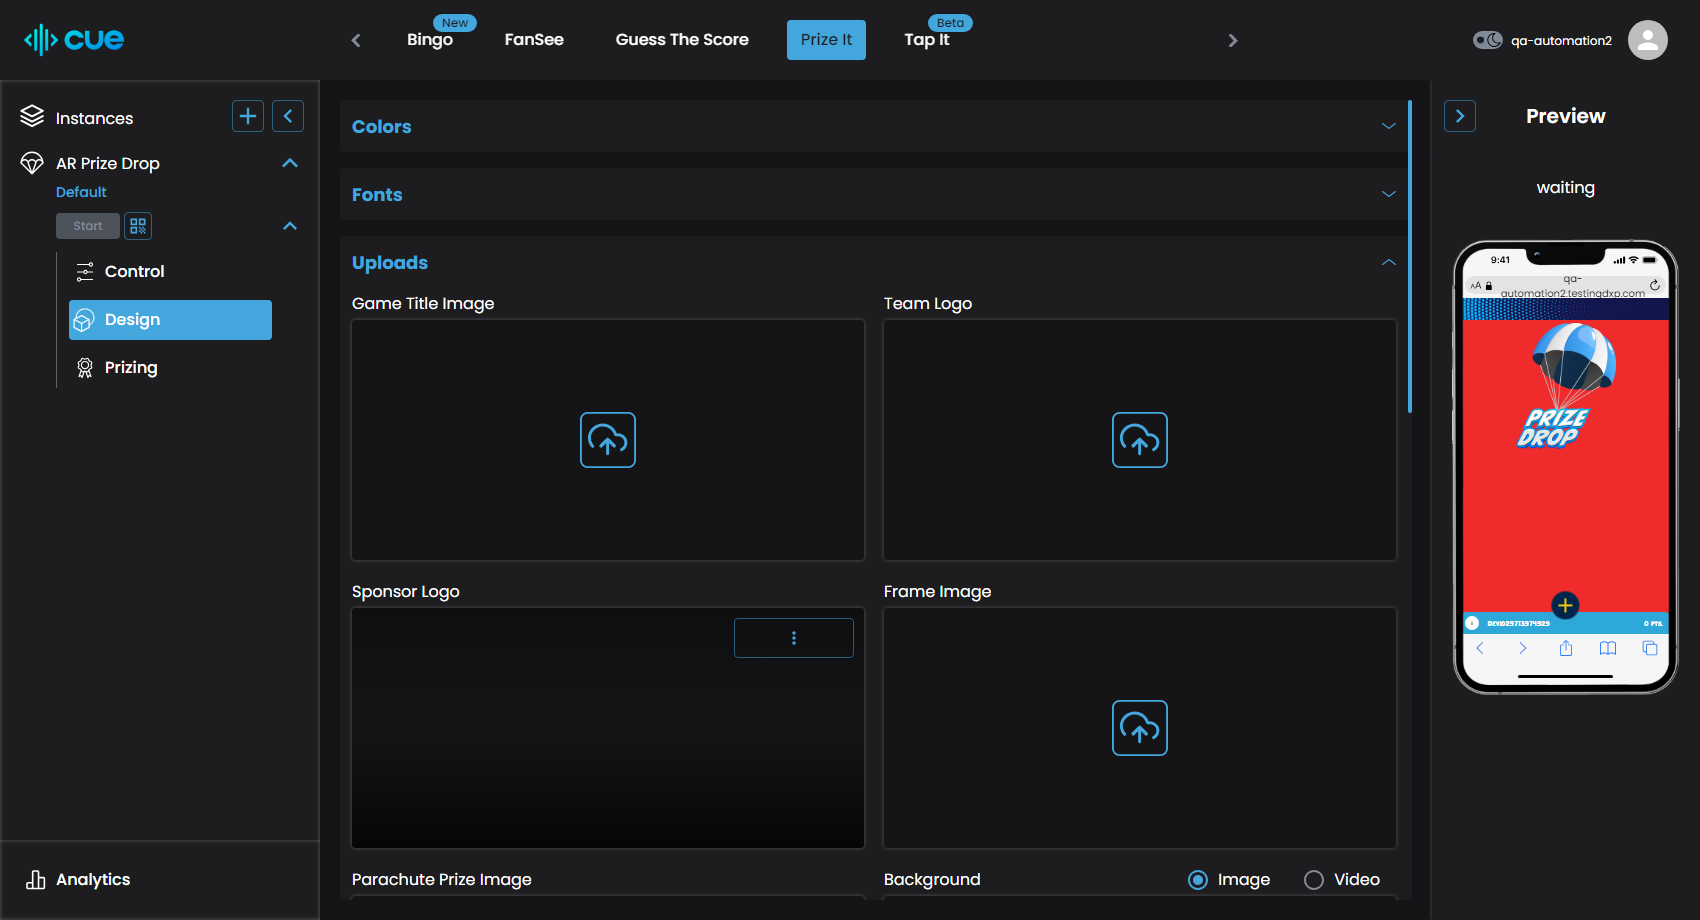 cue
Bingo
New
FanSee
Guess The Score
Prize It
Tap It
Beta
qa-automation2
Instances
AR Prize Drop
Default
Start
Control
Design
Prizing
Analytics
Colors
Fonts
Uploads
Game Title Image
Team Logo
Sponsor Logo
Frame Image
Parachute Prize Image
Background
Image
Video
Preview
waiting
9:41
AA
qa-
automation2.testingdxp.com
PRIZE
DROP
DEVID29713974929
0 PTS.